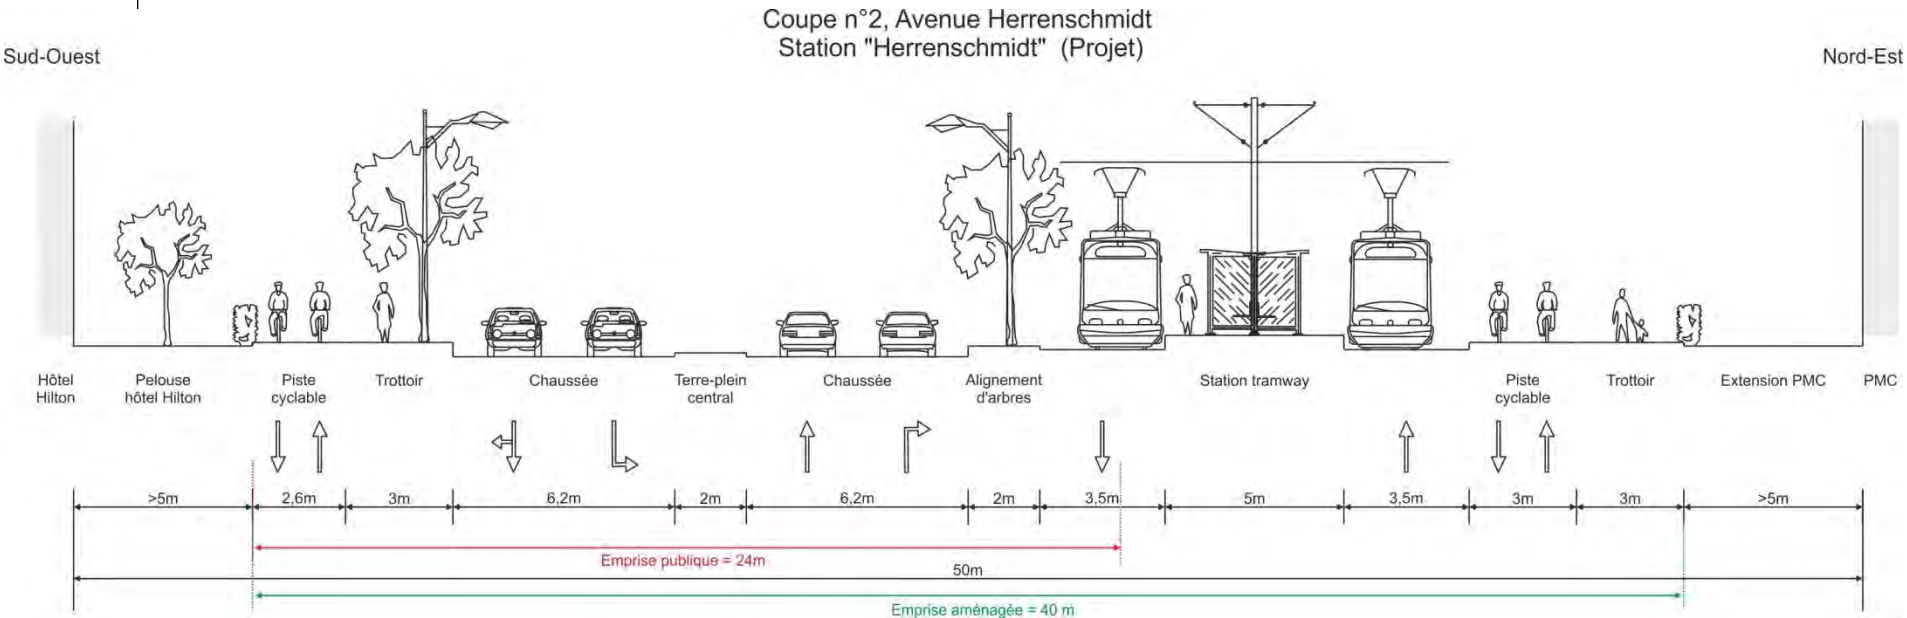 Coupe n°2, Avenue Herrenschmidt
Station "Herrenschmidt" (Projet)
Sud-Ouest
Nord-Est
Hôtel
Hilton
Pelouse
hôtel Hilton
Piste
cyclable
Trottoir
Chaussée
Terre-plein
central
Chaussée
Alignement
d'arbres
Station tramway
Piste
cyclable
Trottoir
Extension PMC
PMC
>5m
2,6m
3m
6,2m
2m
6,2m
2m
3,5m
5m
3,5m
3m
3m
>5m
Emprise publique = 24m
50m
Emprise aménagée = 40 m